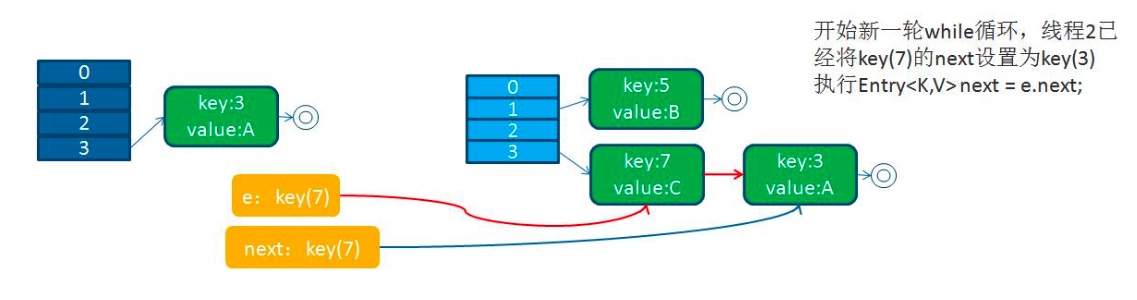 开始新一轮while循环，线程2已
经将key(7)的next设置为key(3)
执行Entry<K,V> next = e.next;
0
1
2
3
key:3
value:A
0
1
2
3
key:5
value:B
key:7
value:C
key:3
value:A
e：key(7)
next：key(7)